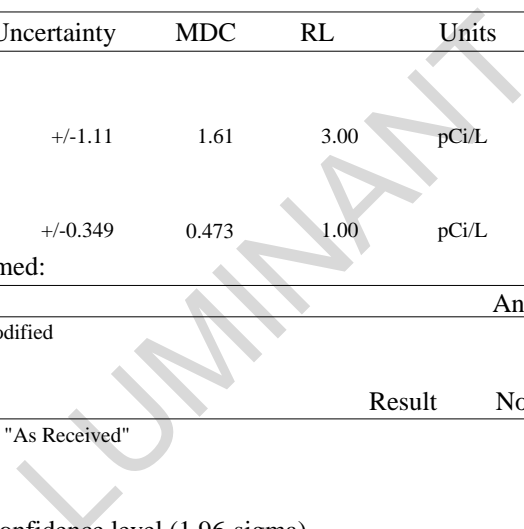 Uncertainty MDC RL Units
+/-1.11 1.61 3.00 pCi/L
+/-0.349 0.473 1.00 pCi/L
med:
An
odified
Result No
"As Received"
onfidence level (1.96-sigma)
LUMINANT